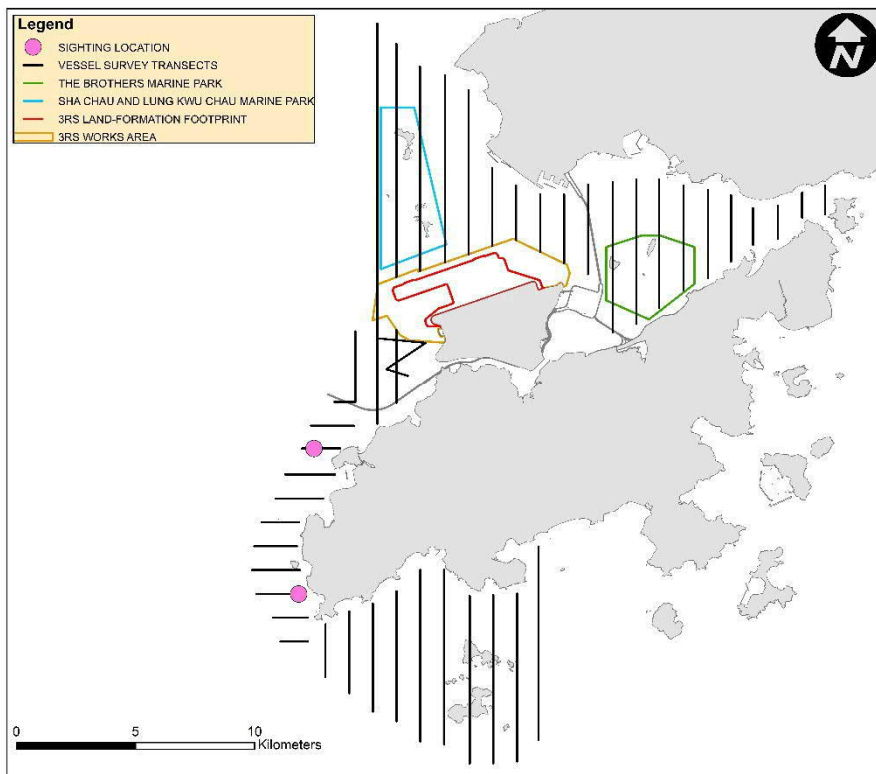 Legend
SIGHTING LOCATION
VESSEL SURVEY TRANSECTS
THE BROTHERS MARINE PARK
SHA CHAU AND LUNG KWU CHAU MARINE PARK
3RS LAND-FORMATION FOOTPRINT
3RS WORKS AREA
N
0 5 10
Kilometers